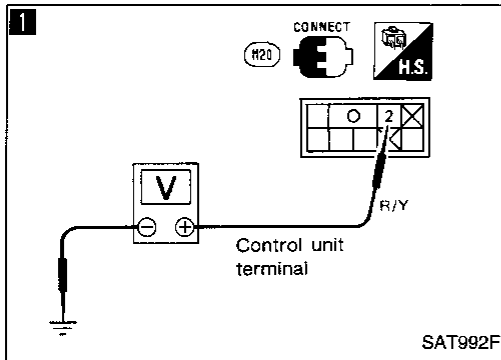 1
CONNECT
M20
H.S.
2
R/Y
V
Control unit
terminal
SAT992F